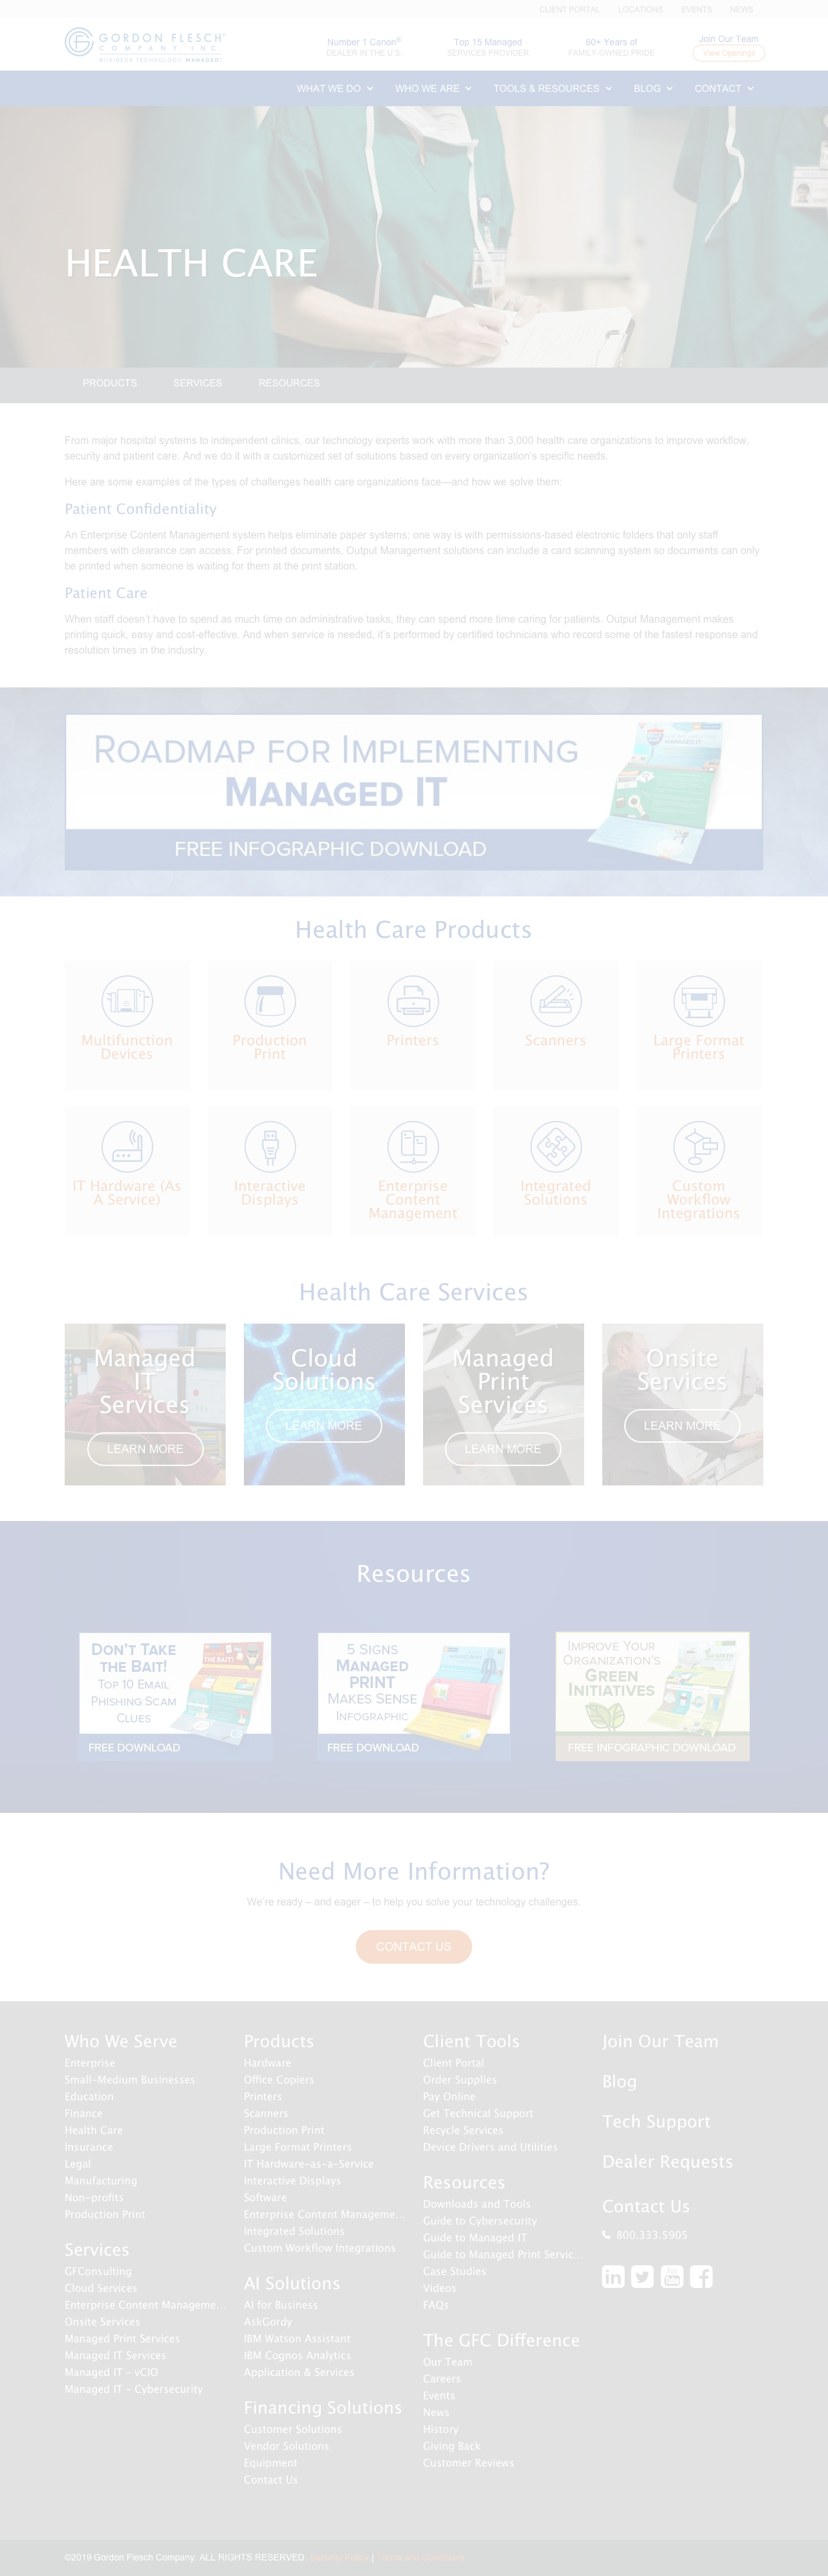 CLIENT PORTAL LOCATIONS EVENTS NEWS
GORDON FLESCH®
COMPANY INC.
BUSINESS TECHNOLOGY MANAGED.®
Number 1 Canon®
DEALER IN THE U.S.
Top 15 Managed
SERVICES PROVIDER
60+ Years of
FAMILY-OWNED PRIDE
Join Our Team
View Openings
WHAT WE DO WHO WE ARE TOOLS & RESOURCES BLOG CONTACT
HEALTH CARE
PRODUCTS SERVICES RESOURCES
From major hospital systems to independent clinics, our technology experts work with more than 3,000 health care organizations to improve workflow,
security and patient care. And we do it with a customized set of solutions based on every organization's specific needs.
Here are some examples of the types of challenges health care organizations face—and how we solve them:
Patient Confidentiality
An Enterprise Content Management system helps eliminate paper systems; one way is with permissions-based electronic folders that only staff
members with clearance can access. For printed documents, Output Management solutions can include a card scanning system so documents can only
be printed when someone is waiting for them at the print station.
Patient Care
When staff doesn't have to spend as much time on administrative tasks, they can spend more time caring for patients. Output Management makes
printing quick, easy and cost-effective. And when service is needed, it's performed by certified technicians who record some of the fastest response and
resolution times in the industry.
ROADMAP FOR IMPLEMENTING
MANAGED IT
FREE INFOGRAPHIC DOWNLOAD
Health Care Products
Multifunction
Devices
Production
Print
Printers
Scanners
Large Format
Printers
IT Hardware (As
A Service)
Interactive
Displays
Enterprise
Content
Management
Integrated
Solutions
Custom
Workflow
Integrations
Health Care Services
Managed
IT
Services
LEARN MORE
Cloud
Solutions
LEARN MORE
Managed
Print
Services
LEARN MORE
Onsite
Services
LEARN MORE
Resources
DON'T TAKE
THE BAIT!
TOP 10 EMAIL
PHISHING SCAM
CLUES
FREE DOWNLOAD
5 SIGNS
MANAGED
PRINT
MAKES SENSE
INFOGRAPHIC
FREE DOWNLOAD
IMPROVE YOUR
ORGANIZATION'S
GREEN
INITIATIVES
FREE INFOGRAPHIC DOWNLOAD
Need More Information?
We're ready – and eager – to help you solve your technology challenges.
CONTACT US
Who We Serve
Enterprise
Small-Medium Businesses
Education
Finance
Health Care
Insurance
Legal
Manufacturing
Non-profits
Production Print
Services
GFConsulting
Cloud Services
Enterprise Content Manageme...
Onsite Services
Managed Print Services
Managed IT Services
Managed IT - vCIO
Managed IT - Cybersecurity
Products
Hardware
Office Copiers
Printers
Scanners
Production Print
Large Format Printers
IT Hardware-as-a-Service
Interactive Displays
Software
Enterprise Content Manageme...
Integrated Solutions
Custom Workflow Integrations
AI Solutions
AI for Business
AskGordy
IBM Watson Assistant
IBM Cognos Analytics
Application & Services
Financing Solutions
Customer Solutions
Vendor Solutions
Equipment
Contact Us
Client Tools
Client Portal
Order Supplies
Pay Online
Get Technical Support
Recycle Services
Device Drivers and Utilities
Resources
Downloads and Tools
Guide to Cybersecurity
Guide to Managed IT
Guide to Managed Print Servic...
Case Studies
Videos
FAQs
The GFC Difference
Our Team
Careers
Events
News
History
Giving Back
Customer Reviews
Join Our Team
Blog
Tech Support
Dealer Requests
Contact Us
800.333.5905
©2019 Gordon Flesch Company. ALL RIGHTS RESERVED. Security Policy | Terms and Conditions